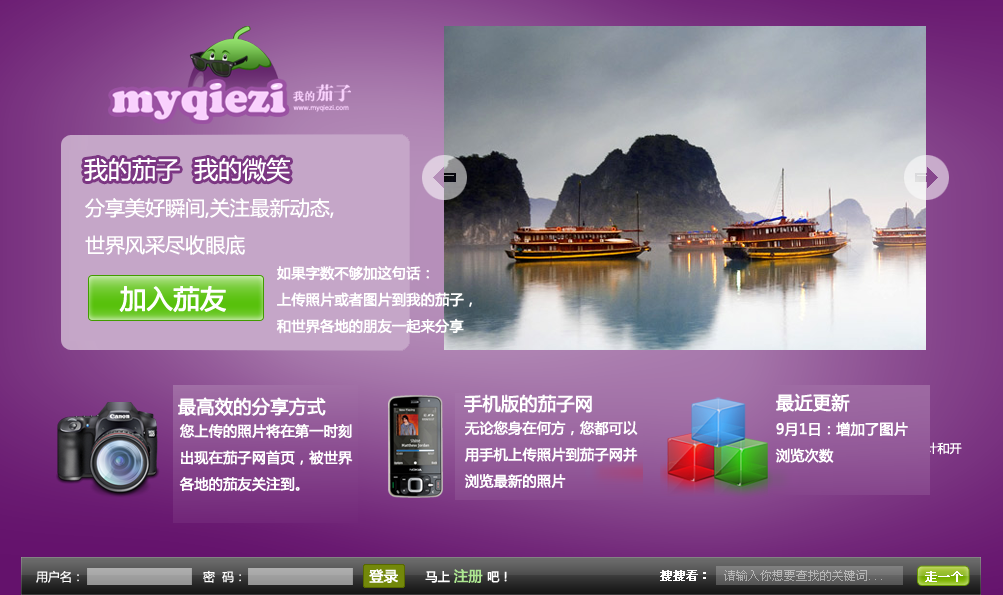 myqiezi 我的茄子
www.myqiezi.com
我的茄子 我的微笑
分享美好瞬间,关注最新动态,
世界风采尽收眼底
加入茄友
如果字数不够加这句话：
上传照片或者图片到我的茄子，
和世界各地的朋友一起来分享
Canon
最高效的分享方式
您上传的照片将在第一时刻
出现在茄子网首页，被世界
各地的茄友关注到。
NOKIA
手机版的茄子网
无论您身在何方，您都可以
用手机上传照片到茄子网并
浏览最新的照片
最近更新
9月1日：增加了图片
浏览次数
和开
用户名： 密 码： 登录 马上 注册 吧！ 搜搜看： 请输入你想要查找的关键词... 走一个